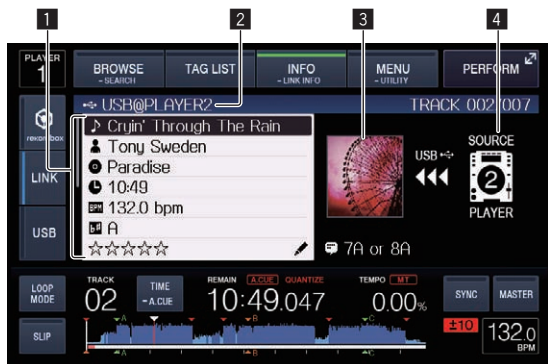 1 2 3 4
PLAYER 1
BROWSE
- SEARCH
TAG LIST
INFO
- LINK INFO
MENU
- UTILITY
PERFORM
USB@PLAYER2
TRACK 002/007
rekordbox
LINK
USB
Cryin' Through The Rain
Tony Sweden
Paradise
10:49
BPM 132.0 bpm
A
USB
SOURCE
2
PLAYER
7A or 8A
LOOP MODE
SLIP
TRACK
02
TIME
- A.CUE
REMAIN A.CUE QUANTIZE
10:49.047
TEMPO MT
0.00%
SYNC
MASTER
±10
132.0
BPM
A B C
A B C